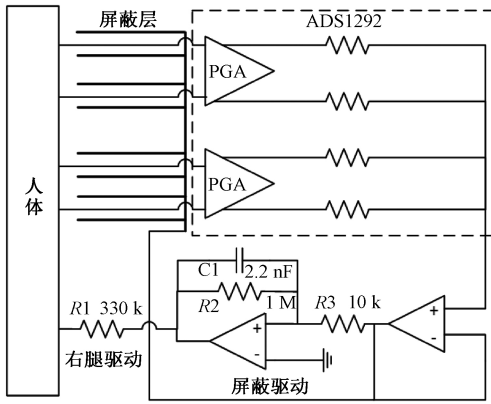 屏蔽层
ADS1292
PGA
PGA
人体
C1
2.2 nF
R2
1 M
R1 330 k
R3 10 k
+
-
+
-
右腿驱动
屏蔽驱动